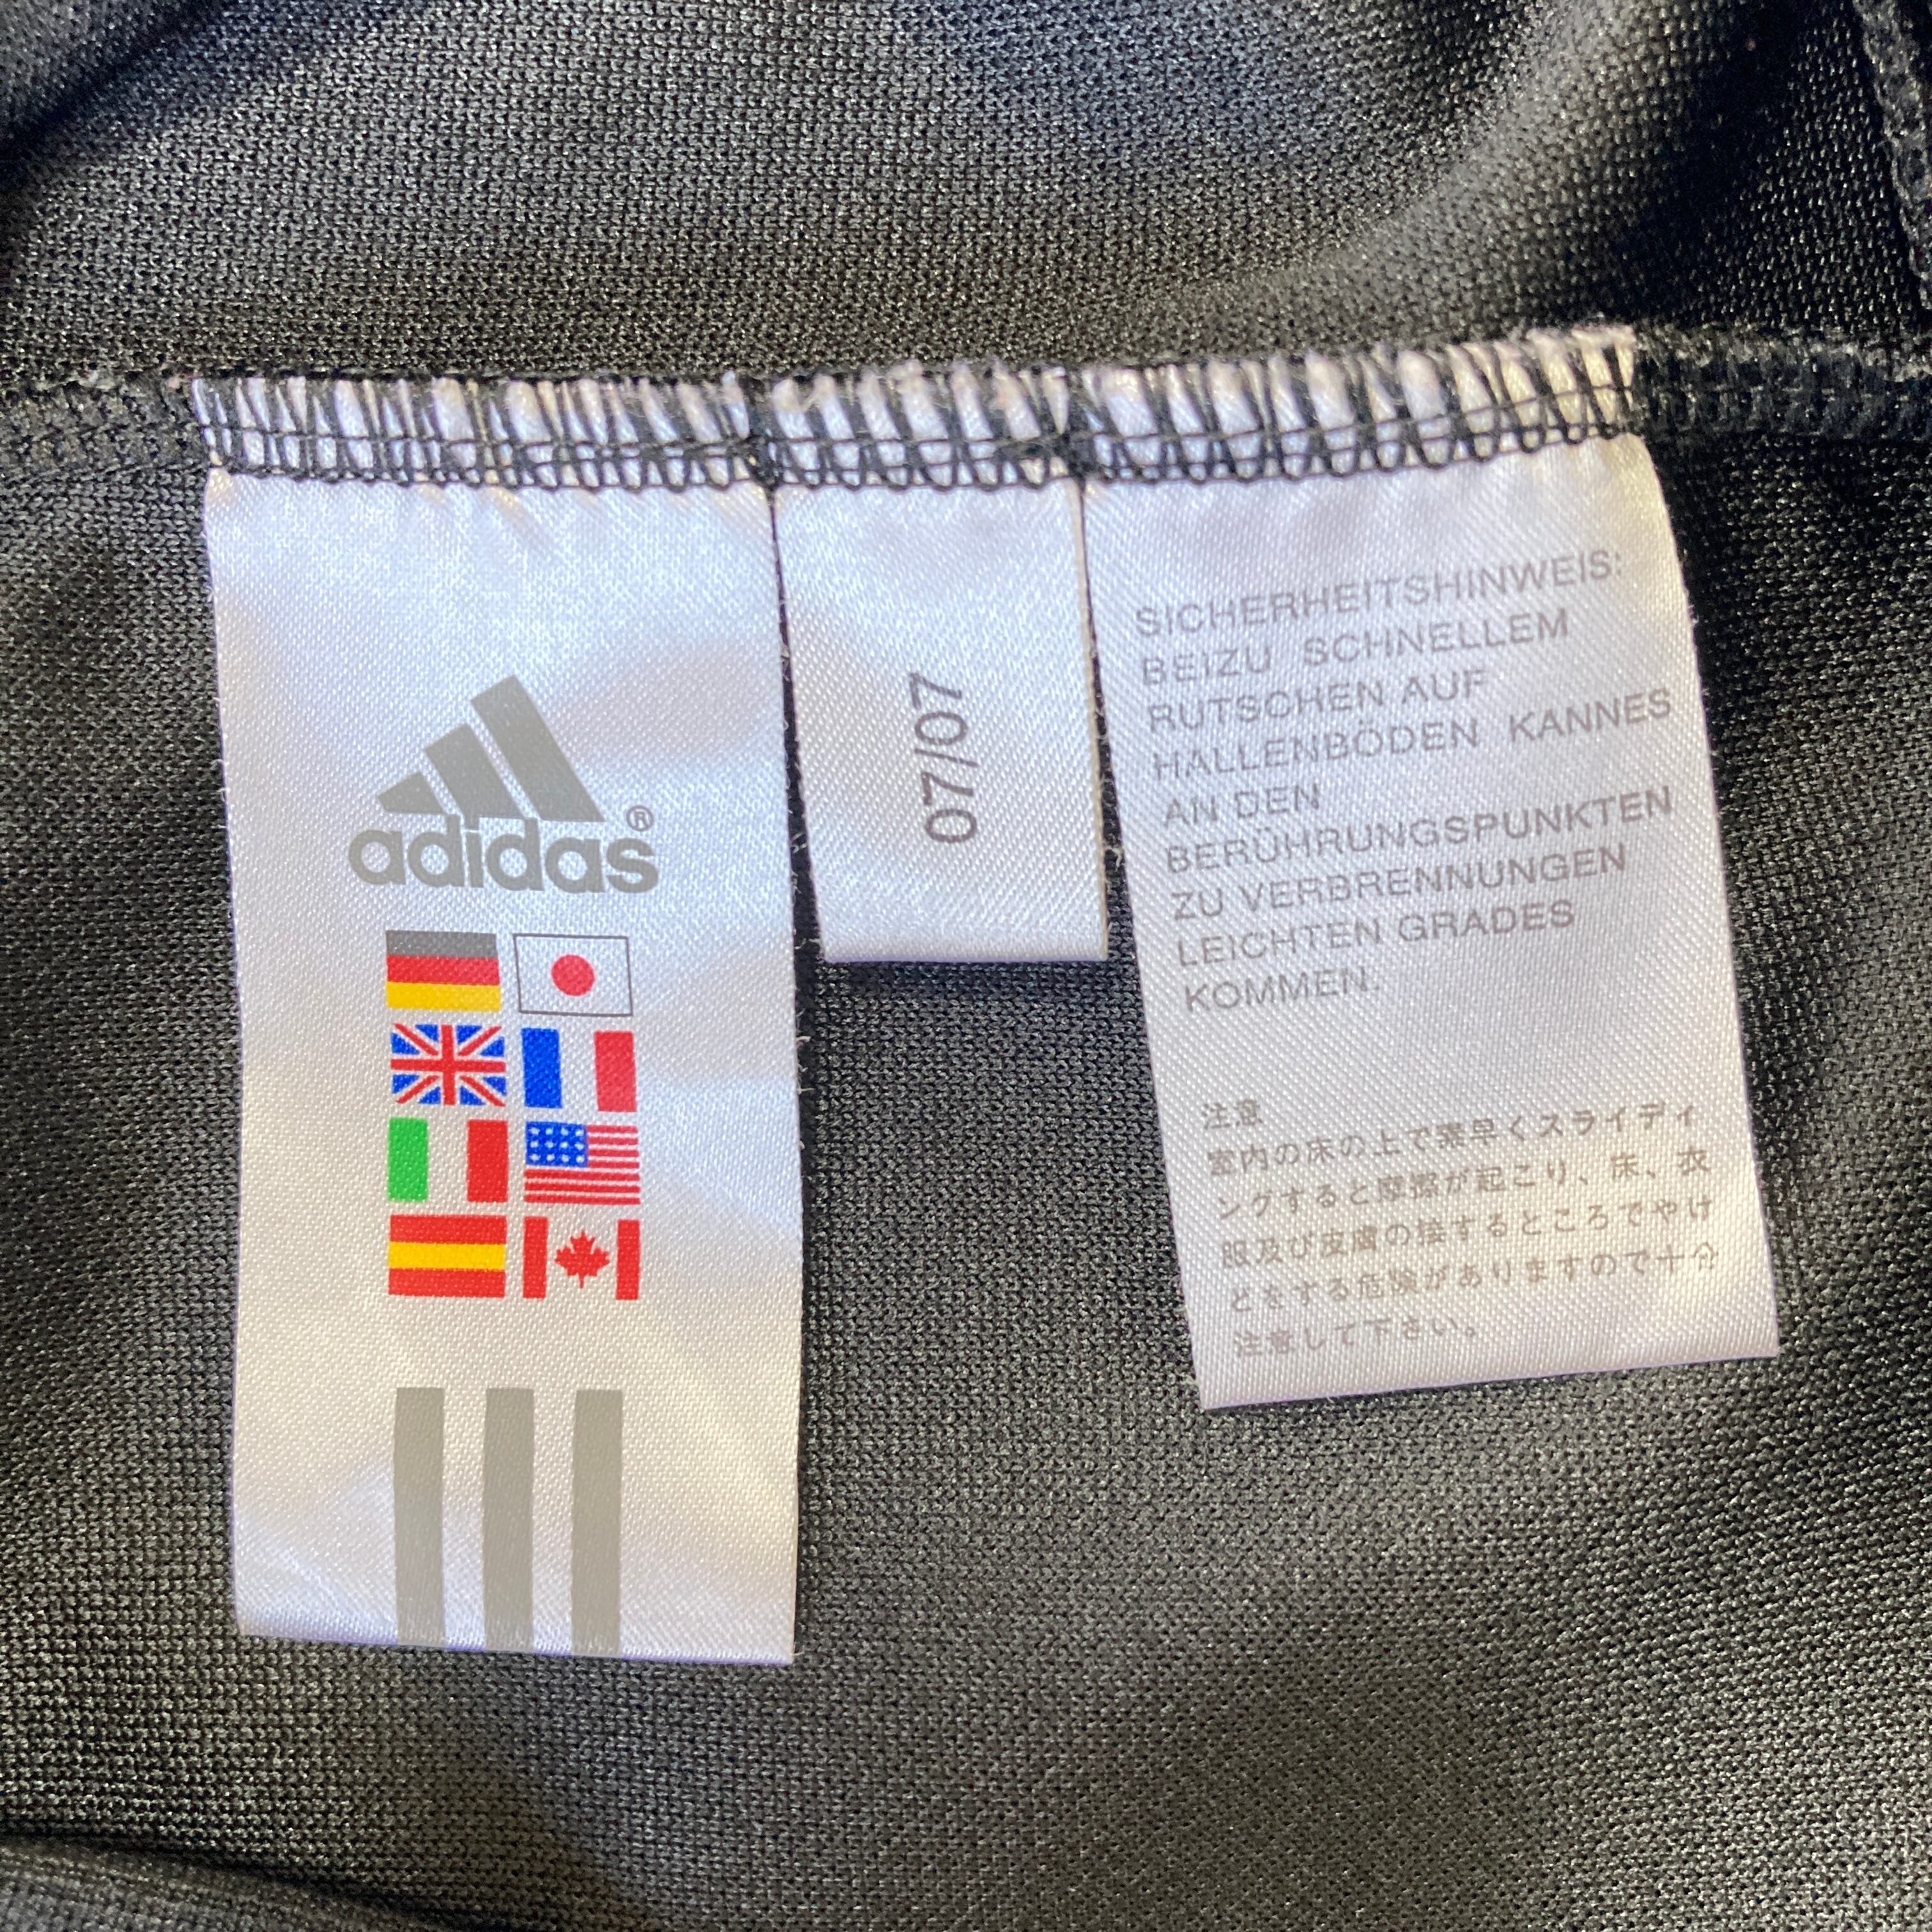 adidas®
07/07
SICHERHEITSHINWEIS:
BEIZU SCHNELLEM
RUTSCHEN AUF
HALLENBÖDEN KANNES
AN DEN
BERÜHRUNGSPUNKTEN
ZU VERBRENNUNGEN
LEICHTEN GRADES
KOMMEN.
注意
室内の床の上で素早くスライディ
ングすると摩擦が起こり、床、衣
服及び皮膚の接するところでやけ
どをする危険がありますので十分
注意して下さい。